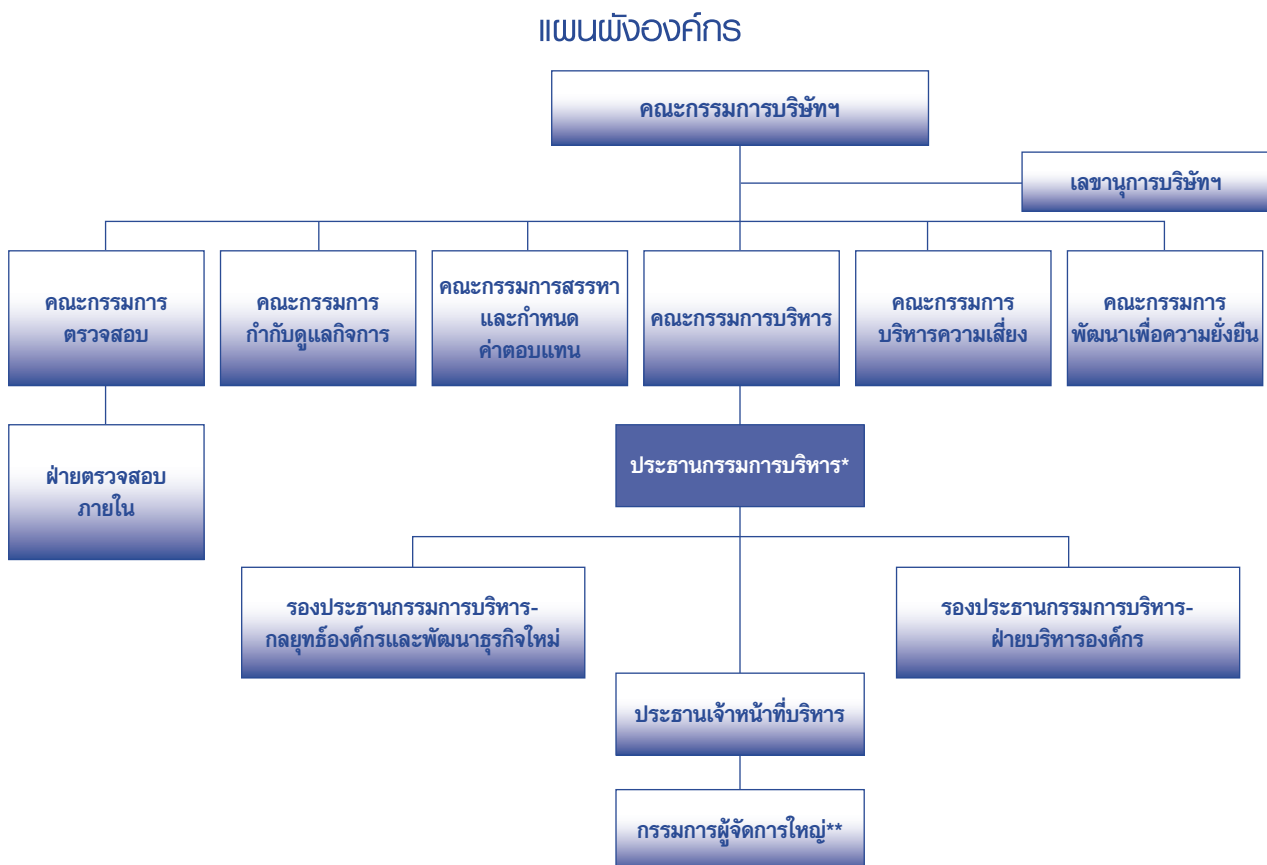 แผนผังองค์กร
คณะกรรมการบริษัทฯ
เลขานุการบริษัทฯ
คณะกรรมการ
ตรวจสอบ
คณะกรรมการ
กำกับดูแลกิจการ
คณะกรรมการสรรหา
และกำหนด
ค่าตอบแทน
คณะกรรมการบริหาร
คณะกรรมการ
บริหารความเสี่ยง
คณะกรรมการ
พัฒนาเพื่อความยั่งยืน
ฝ่ายตรวจสอบ
ภายใน
ประธานกรรมการบริหาร*
รองประธานกรรมการบริหาร-
กลยุทธ์องค์กรและพัฒนาธุรกิจใหม่
รองประธานกรรมการบริหาร-
ฝ่ายบริหารองค์กร
ประธานเจ้าหน้าที่บริหาร
กรรมการผู้จัดการใหญ่**